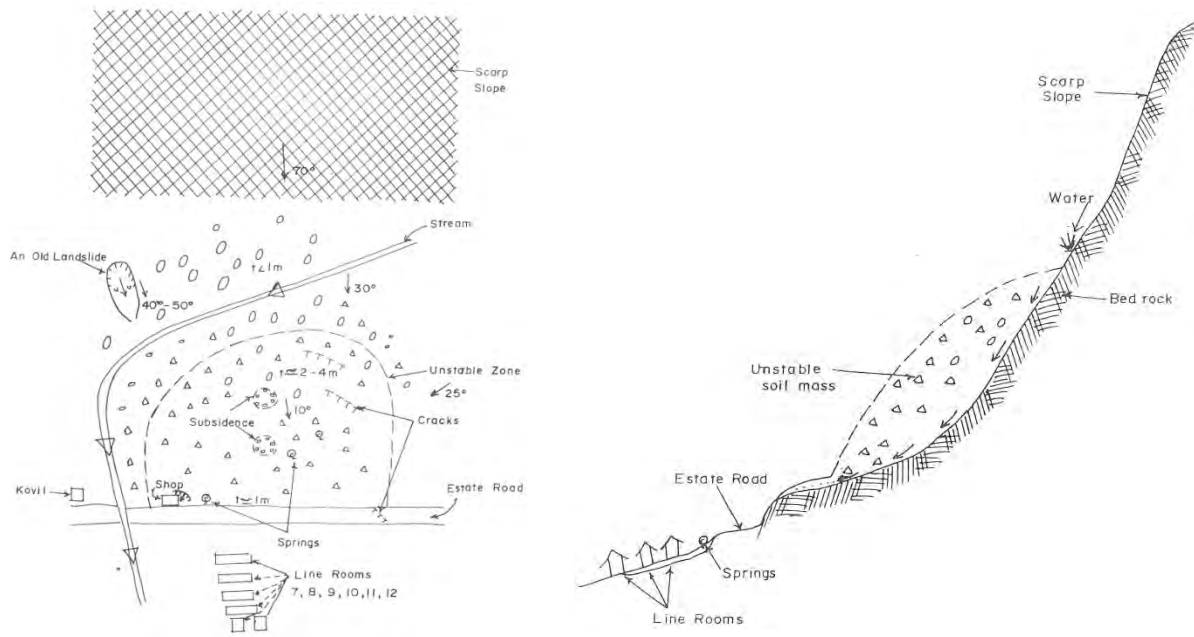 Scarp
Slope
70°
Stream
An Old Landslide
t<1m
40°-50°
30°
Unstable Zone
t≃2-4m
25°
10°
Subsidence
Cracks
Kovil
Shop
t≃1m
Estate Road
Springs
Line Rooms
7, 8, 9, 10, 11, 12
Scarp
Slope
Water
Bed rock
Unstable
soil mass
Estate Road
Springs
Line Rooms